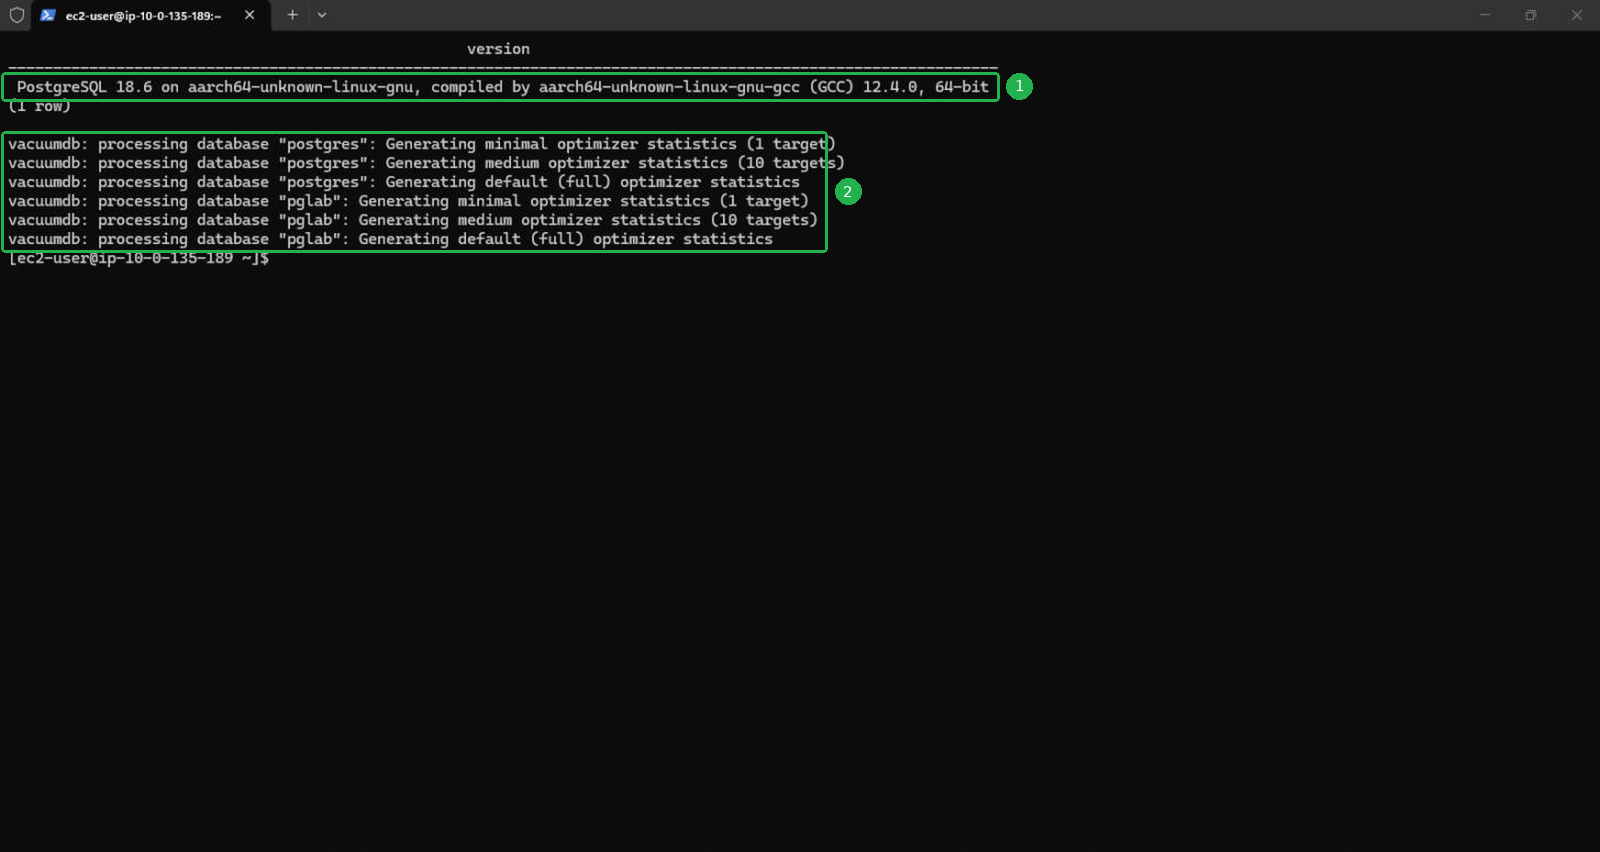 ec2-user@ip-10-0-135-189:~
version
PostgreSQL 18.6 on aarch64-unknown-linux-gnu, compiled by aarch64-unknown-linux-gnu-gcc (GCC) 12.4.0, 64-bit
1
(1 row)
vacuumdb: processing database "postgres": Generating minimal optimizer statistics (1 target)
vacuumdb: processing database "postgres": Generating medium optimizer statistics (10 targets)
vacuumdb: processing database "postgres": Generating default (full) optimizer statistics
2
vacuumdb: processing database "pglab": Generating minimal optimizer statistics (1 target)
vacuumdb: processing database "pglab": Generating medium optimizer statistics (10 targets)
vacuumdb: processing database "pglab": Generating default (full) optimizer statistics
[ec2-user@ip-10-0-135-189 ~]$